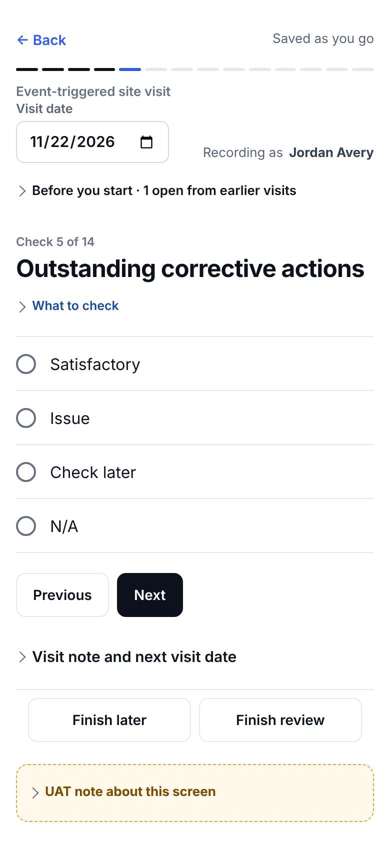 ← Back
Saved as you go
Event-triggered site visit
Visit date
11/22/2026
Recording as Jordan Avery
Before you start · 1 open from earlier visits
Check 5 of 14
Outstanding corrective actions
What to check
Satisfactory
Issue
Check later
N/A
Previous
Next
Visit note and next visit date
Finish later
Finish review
UAT note about this screen